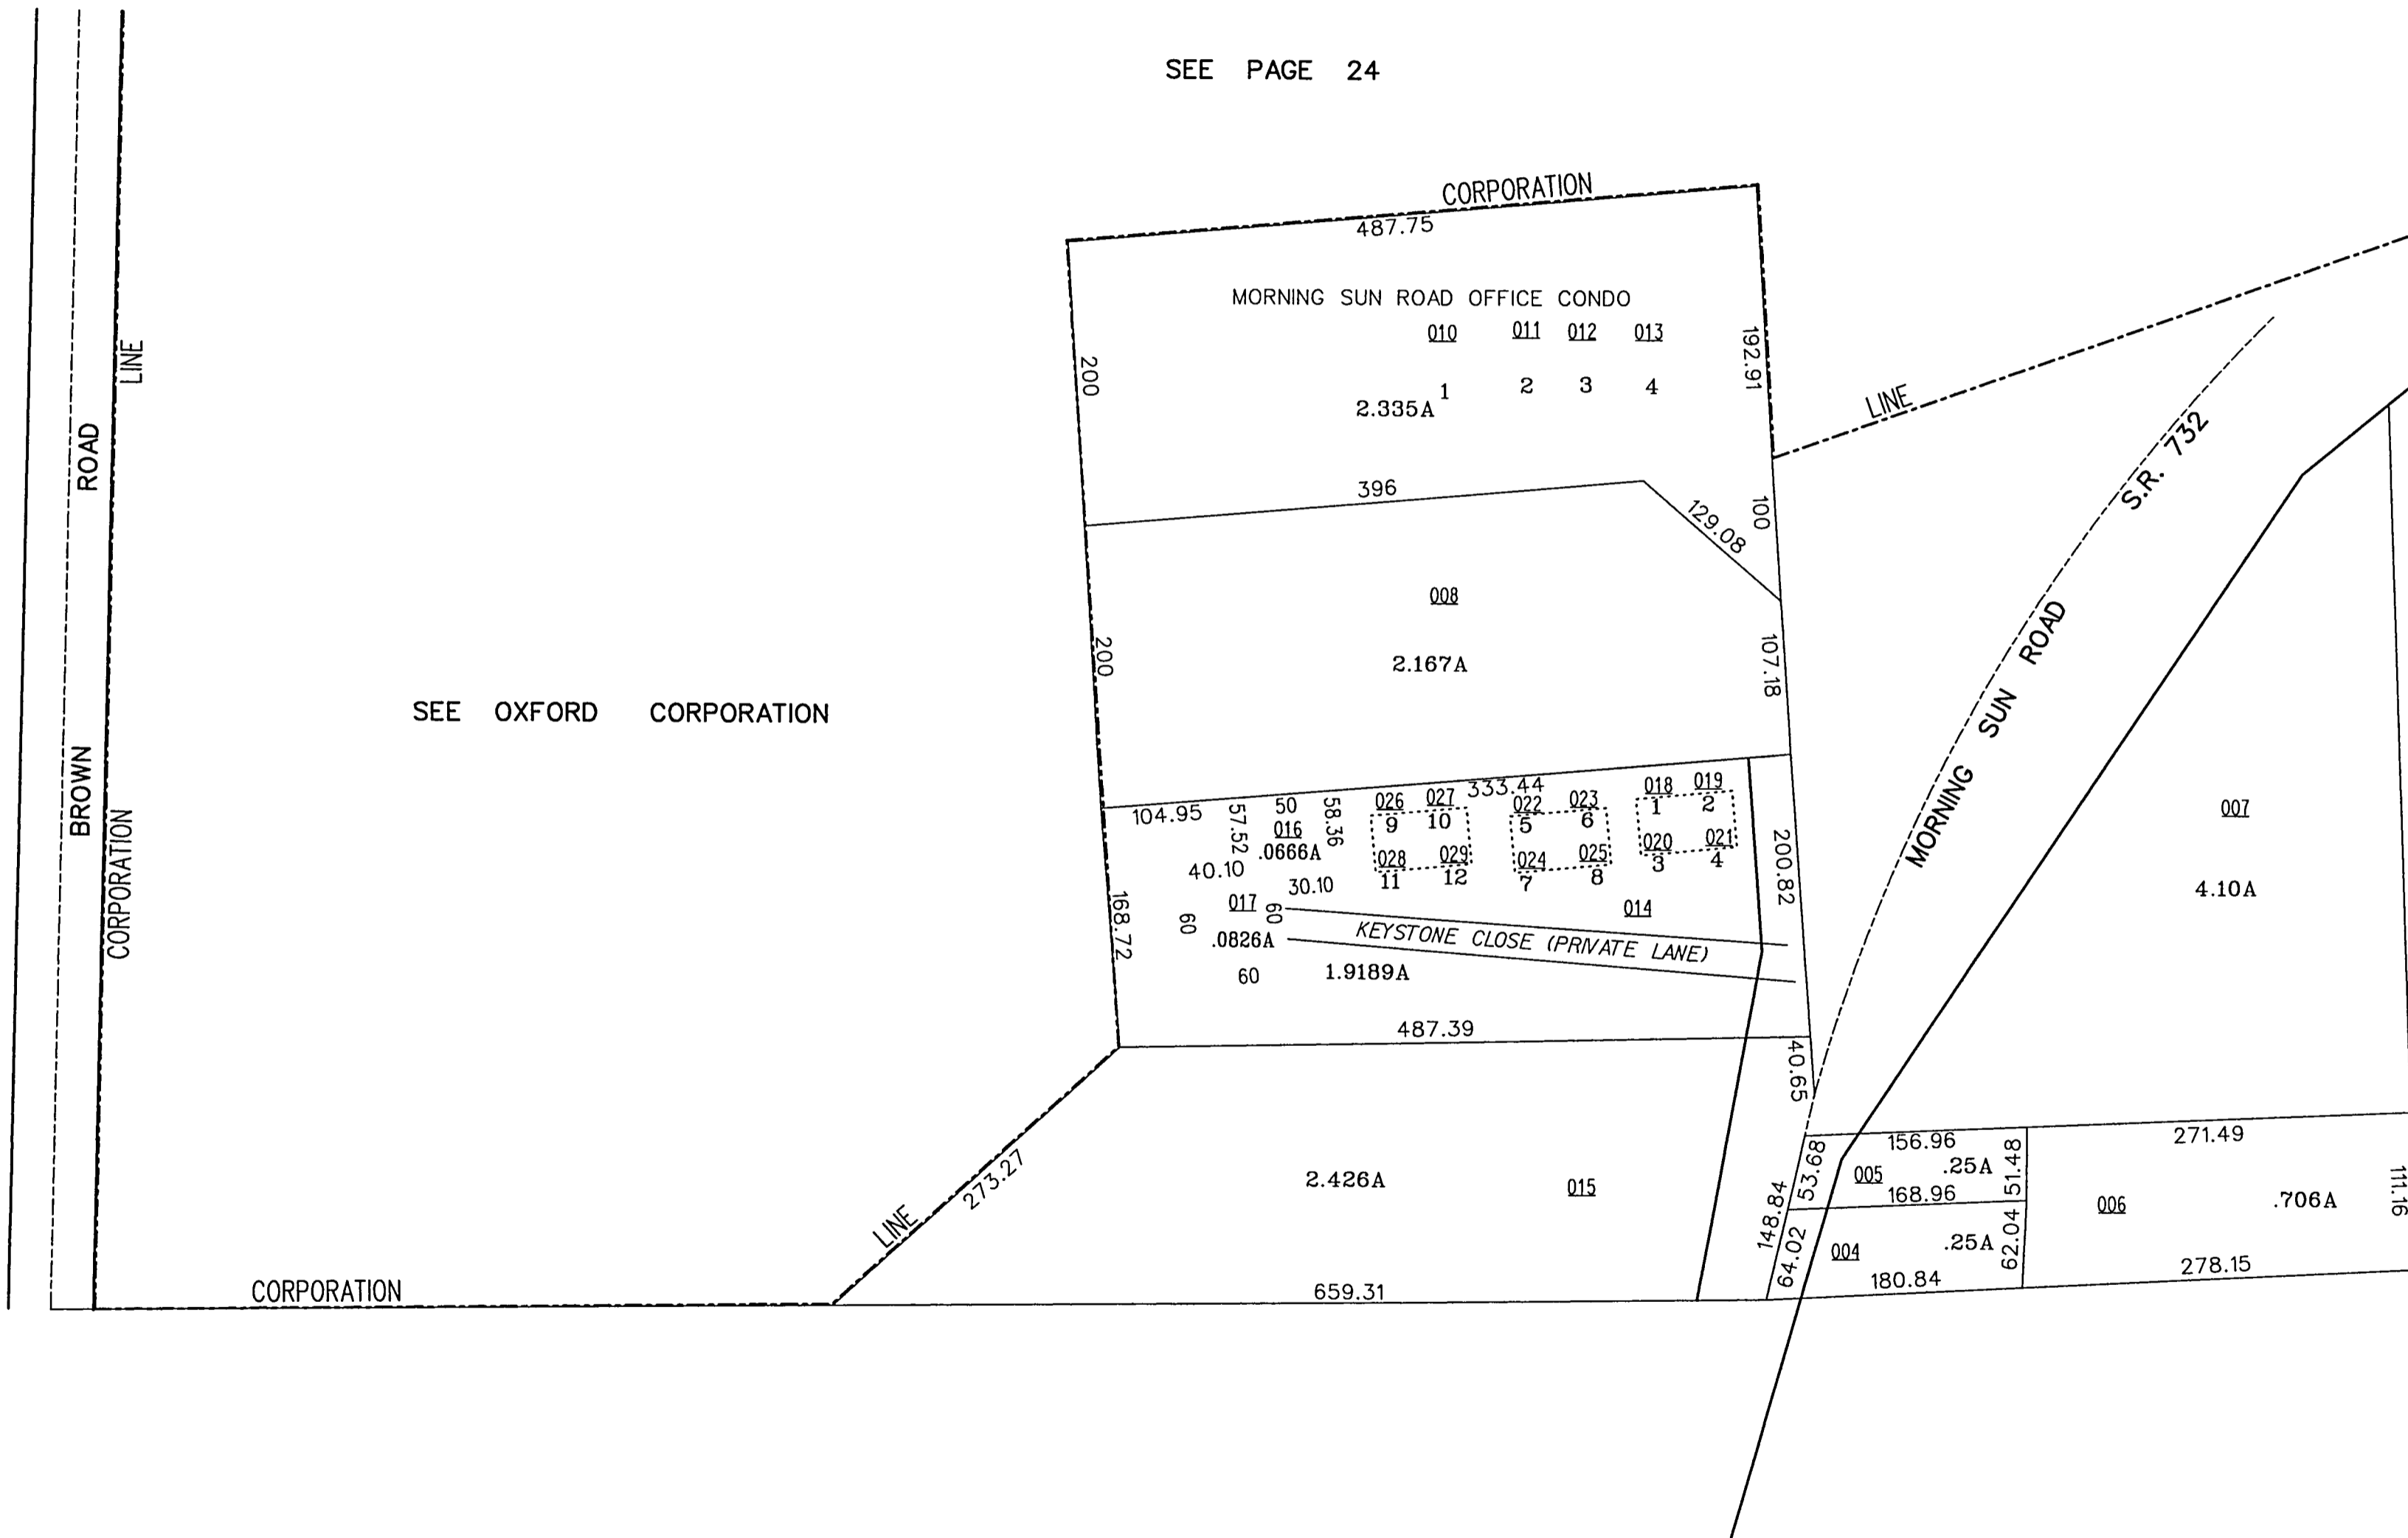 SEE PAGE 24
CORPORATION
487.75
MORNING SUN ROAD OFFICE CONDO
010 011 012 013
1 2 3 4
2.335A
200
192.91
LINE
LINE
ROAD
BROWN
CORPORATION
396
129.08
100
S.R. 732
MORNING SUN ROAD
008
2.167A
200
107.18
SEE OXFORD CORPORATION
333.44
104.95
57.52
50
58.36
016
.0666A
40.10
30.10
026 027
9 10
028 029
11 12
022 023
5 6
024 025
7 8
018 019
1 2
020 021
3 4
200.82
007
4.10A
168.72
017
60
60
.0826A
60
014
KEYSTONE CLOSE (PRIVATE LANE)
1.9189A
487.39
40.65
273.27
LINE
2.426A
015
148.84
53.68
156.96
005
.25A
51.48
168.96
64.02
004
.25A
62.04
180.84
271.49
006
.706A
111.16
278.15
CORPORATION
659.31